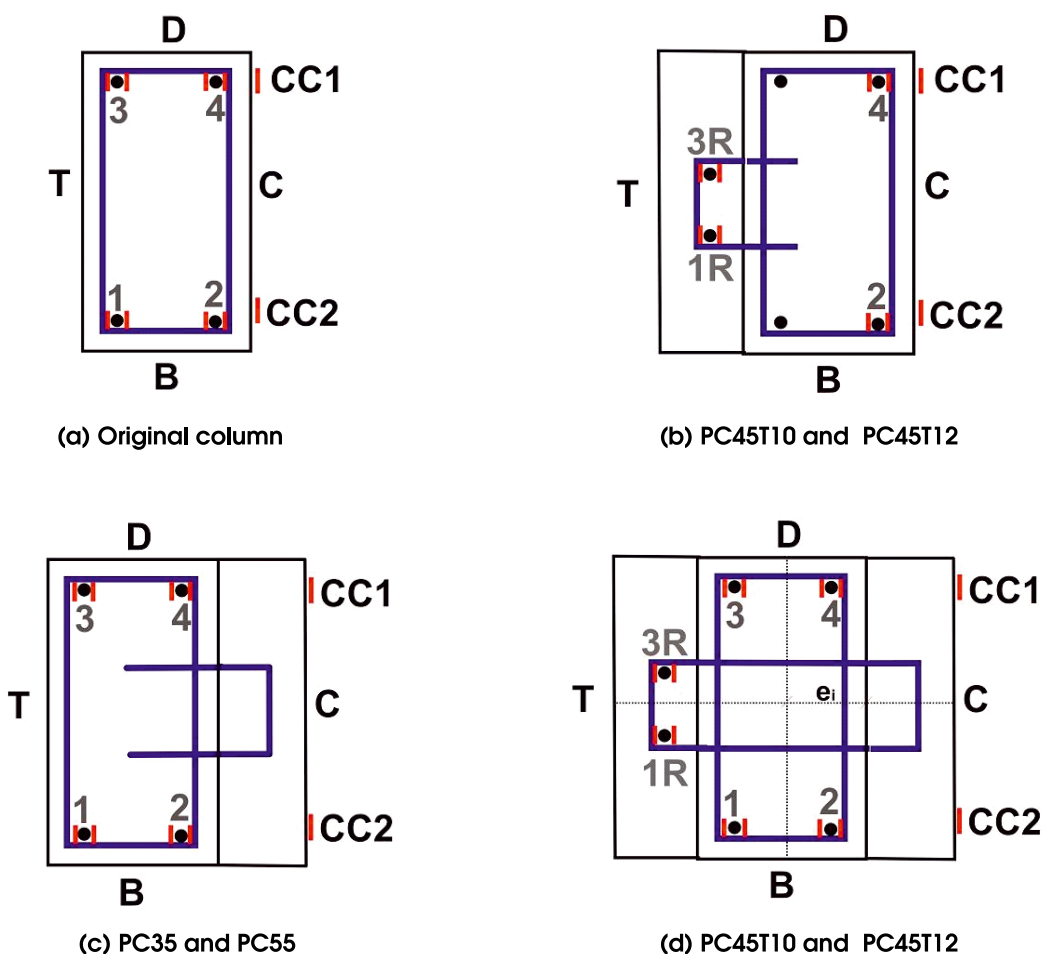 D
CC1
3
4
T
C
1
2
CC2
B
(a) Original column
D
CC1
4
3R
T
C
1R
2
CC2
B
(b) PC45T10 and PC45T12
D
CC1
3
4
T
C
1
2
CC2
B
(c) PC35 and PC55
D
CC1
3
4
3R
T
ei
C
1R
1
2
CC2
B
(d) PC45T10 and PC45T12